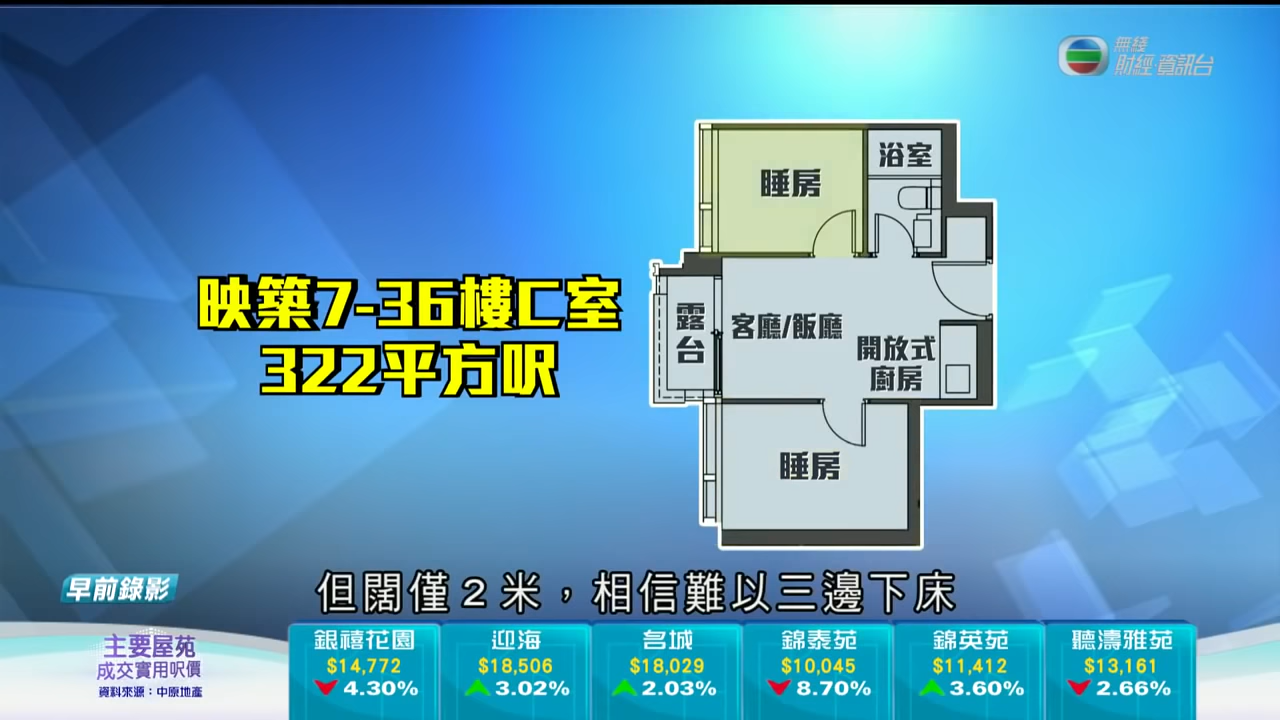 無綫
財經·資訊台
浴室
睡房
映築7-36樓C室
322平方呎
露台
客廳/飯廳
開放式
廚房
睡房
早前錄影
但闊僅２米，相信難以三邊下床
主要屋苑
成交實用呎價
資料來源：中原地產
銀禧花園
$14,772
4.30%
迎海
$18,506
3.02%
名城
$18,029
2.03%
錦泰苑
$10,045
8.70%
錦英苑
$11,412
3.60%
聽濤雅苑
$13,161
2.66%